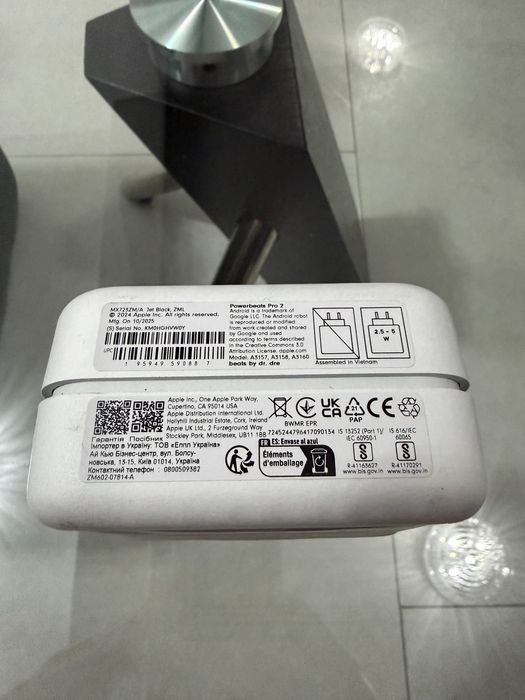 MX723ZM/A Jet Black, ZML
© 2024 Apple Inc. All rights reserved.
Mfg. On 10/2025
(S) Serial No. KM0HGHVW0Y
UPC
1 95949 59088 7
Powerbeats Pro 2
Android is a trademark of
Google LLC. The Android robot
is reproduced or modified
from work created and shared
by Google and used
according to terms described
in the Creative Commons 3.0
Attribution License. apple.com
Model: A3157, A3158, A3160
beats by dr. dre
2.5 - 5
W
Assembled in Vietnam
Apple Inc., One Apple Park Way,
Cupertino, CA 95014 USA
Apple Distribution International Ltd.
Hollyhill Industrial Estate, Cork, Ireland
Apple UK Ltd., 2 Furzeground Way
Stockley Park, Middlesex, UB11 1BB
Гарантія Посібник
Імпортер в Україну: ТОВ «Еппл Україна»
Ай Кью Бізнес-центр, вул. Болсу-
новська, 13-15, Київ 01014, Україна
Контактний телефон : 0800509382
ZM602-07814-A
UK
CA
21
PAP
CE
BWMR EPR
7245244796417090134
IS 13252 (Part 1)/
IEC 60950-1
IS 616/IEC
60065
R-41163627
www.bis.gov.in
R-41170291
www.bis.gov.in
ES: Envase al azul
FR
Éléments
d'emballage